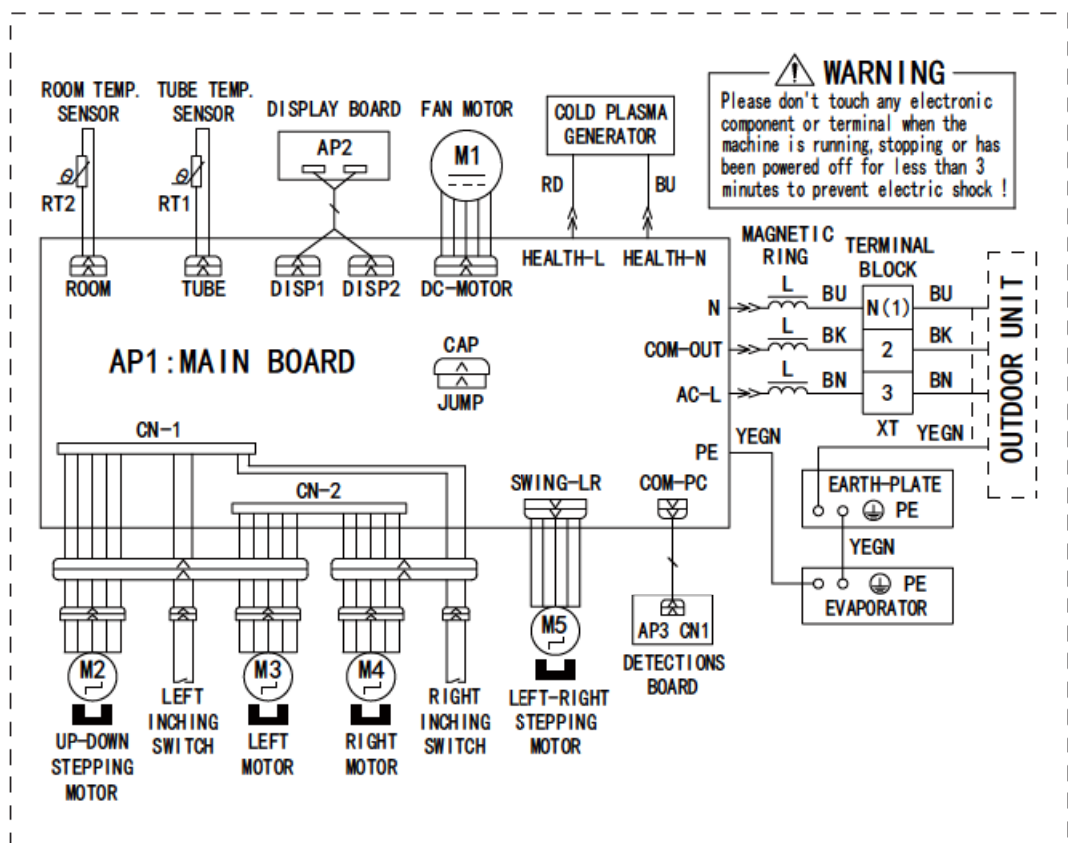 WARNING
Please don't touch any electronic
component or terminal when the
machine is running, stopping or has
been powered off for less than 3
minutes to prevent electric shock !
ROOM TEMP.
SENSOR
TUBE TEMP.
SENSOR
DISPLAY BOARD
FAN MOTOR
COLD PLASMA
GENERATOR
AP2
M1
θ
RT2
θ
RT1
RD
BU
ROOM
TUBE
DISP1
DISP2
DC-MOTOR
HEALTH-L
HEALTH-N
MAGNETIC
RING
TERMINAL
BLOCK
N
L
BU
N(1)
BU
COM-OUT
L
BK
2
BK
AC-L
L
BN
3
BN
XT
YEGN
OUTDOOR UNIT
AP1:MAIN BOARD
CAP
JUMP
PE
YEGN
CN-1
CN-2
SWING-LR
COM-PC
EARTH-PLATE
PE
YEGN
PE
EVAPORATOR
M2
UP-DOWN
STEPPING
MOTOR
LEFT
INCHING
SWITCH
M3
LEFT
MOTOR
M4
RIGHT
MOTOR
RIGHT
INCHING
SWITCH
M5
LEFT-RIGHT
STEPPING
MOTOR
AP3 CN1
DETECTIONS
BOARD